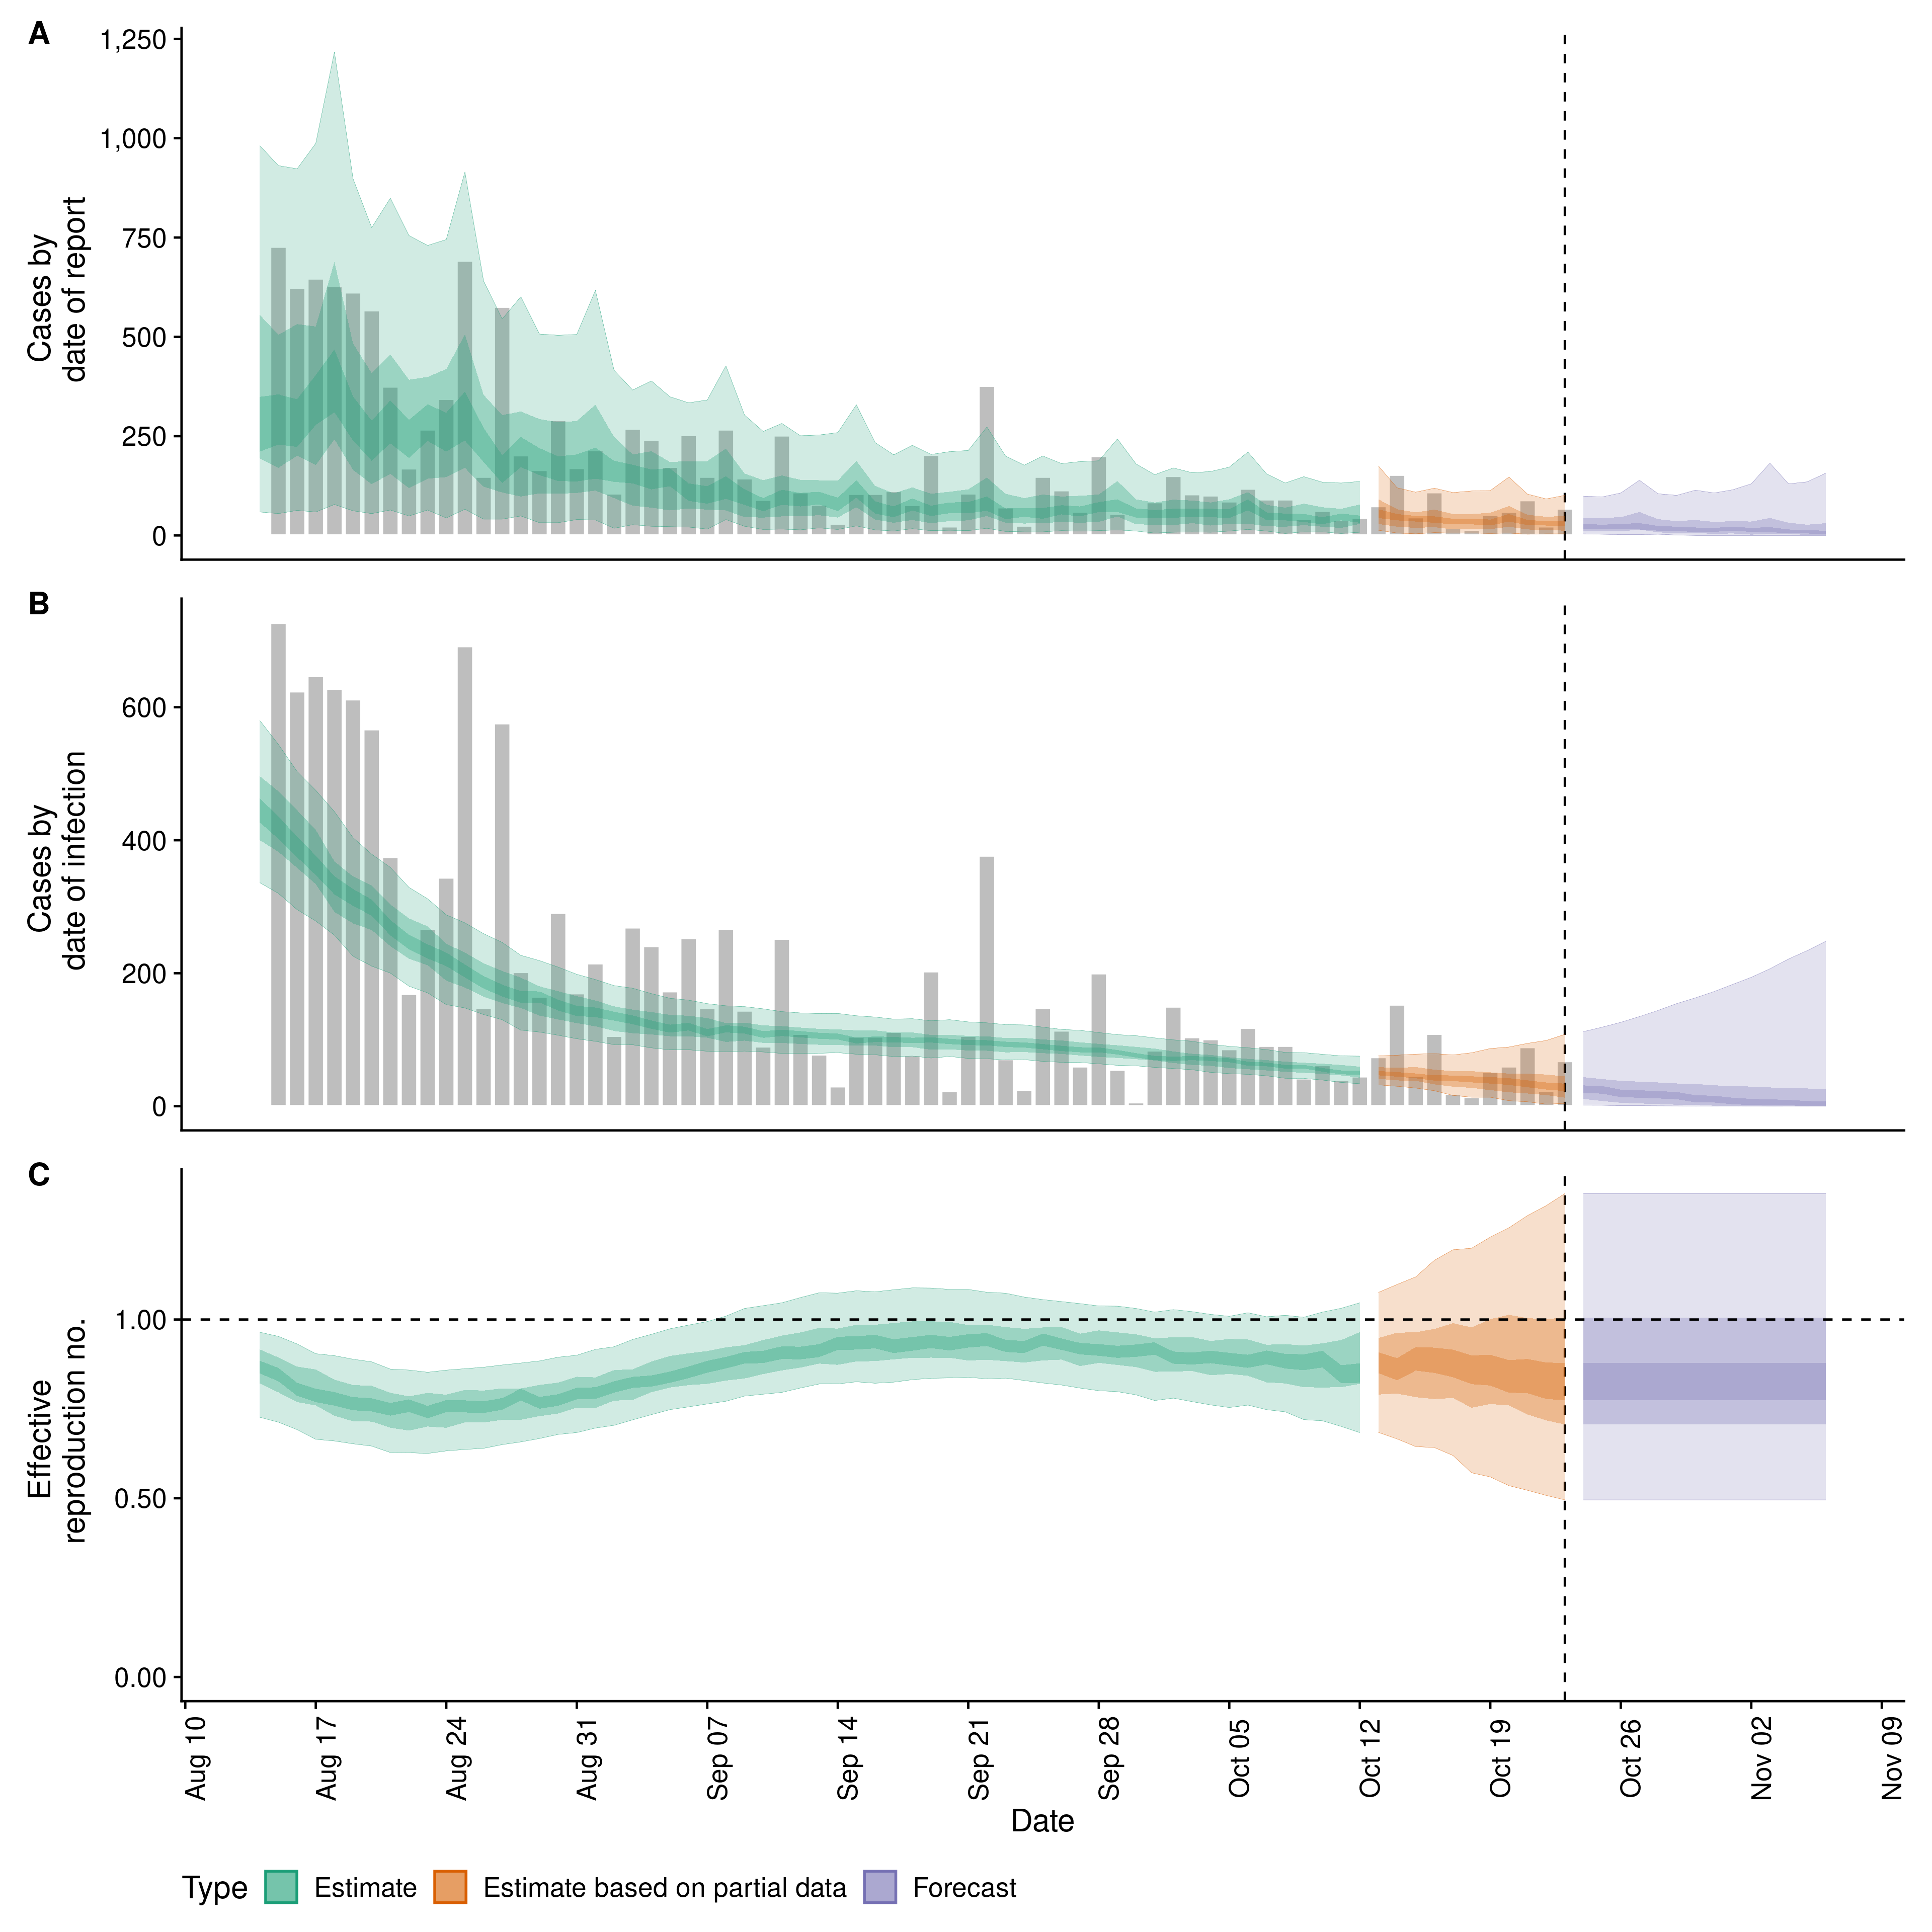 A
1,250
1,000
750
500
250
0
Cases by
date of report
B
600
400
200
0
Cases by
date of infection
C
1.00
0.50
0.00
Effective
reproduction no.
Aug 10
Aug 17
Aug 24
Aug 31
Sep 07
Sep 14
Sep 21
Sep 28
Oct 05
Oct 12
Oct 19
Oct 26
Nov 02
Nov 09
Date
Type Estimate Estimate based on partial data Forecast